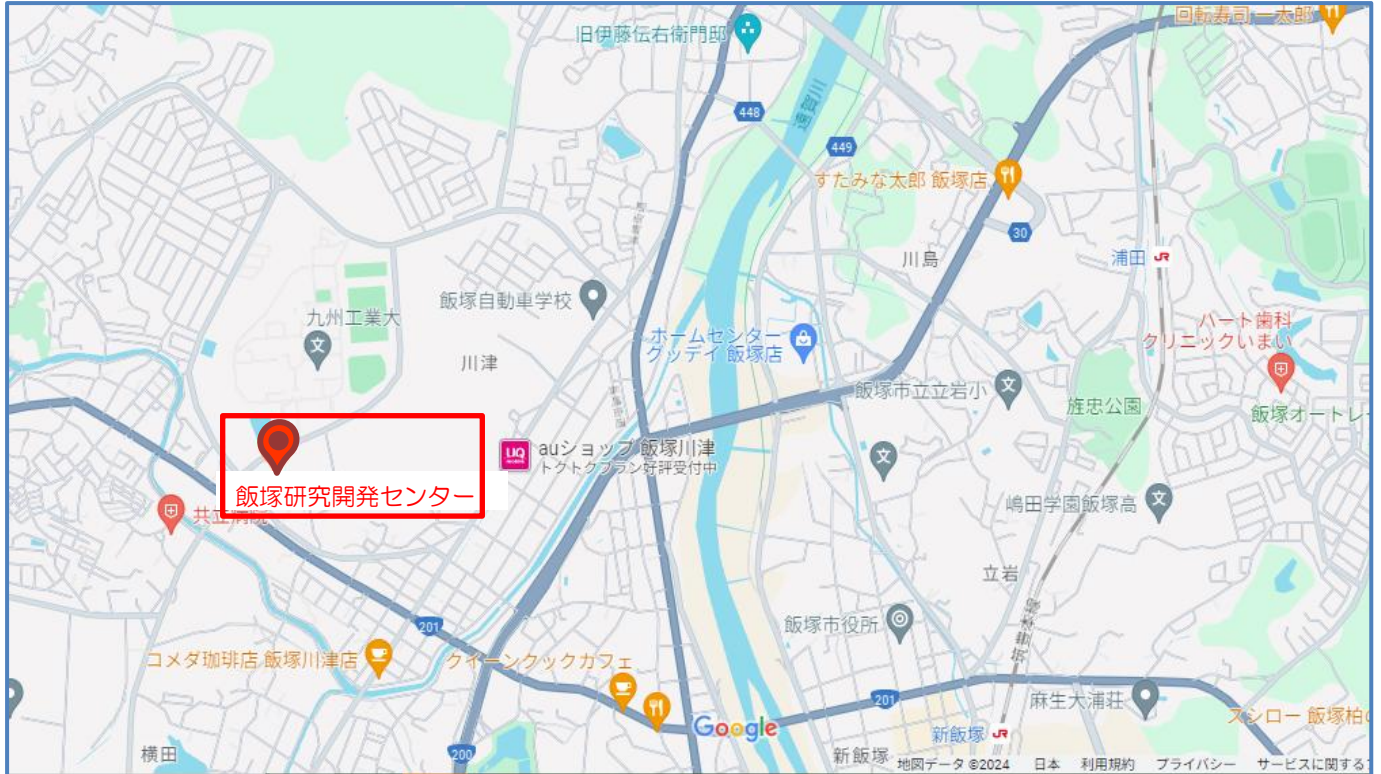 回転寿司 一太郎
旧伊藤伝右衛門邸
448
遠賀川
449
すたみな太郎 飯塚店
30
川島
浦田
JR
飯塚自動車学校
九州工業大
文
ホームセンター
グッデイ 飯塚店
ハート歯科
クリニックいまい
川津
飯塚市立立岩小
文
旌忠公園
飯塚オートレー
UQ
auショップ 飯塚川津
トクトクプラン好評受付中
文
飯塚研究開発センター
共立病院
嶋田学園飯塚高
文
立岩
飯塚市役所
201
コメダ珈琲店 飯塚川津店
クイーンクックカフェ
201
麻生大浦荘
スシロー 飯塚柏の
Google
新飯塚
JR
横田
200
新飯塚
地図データ ©2024
日本
利用規約
プライバシー
サービスに関する